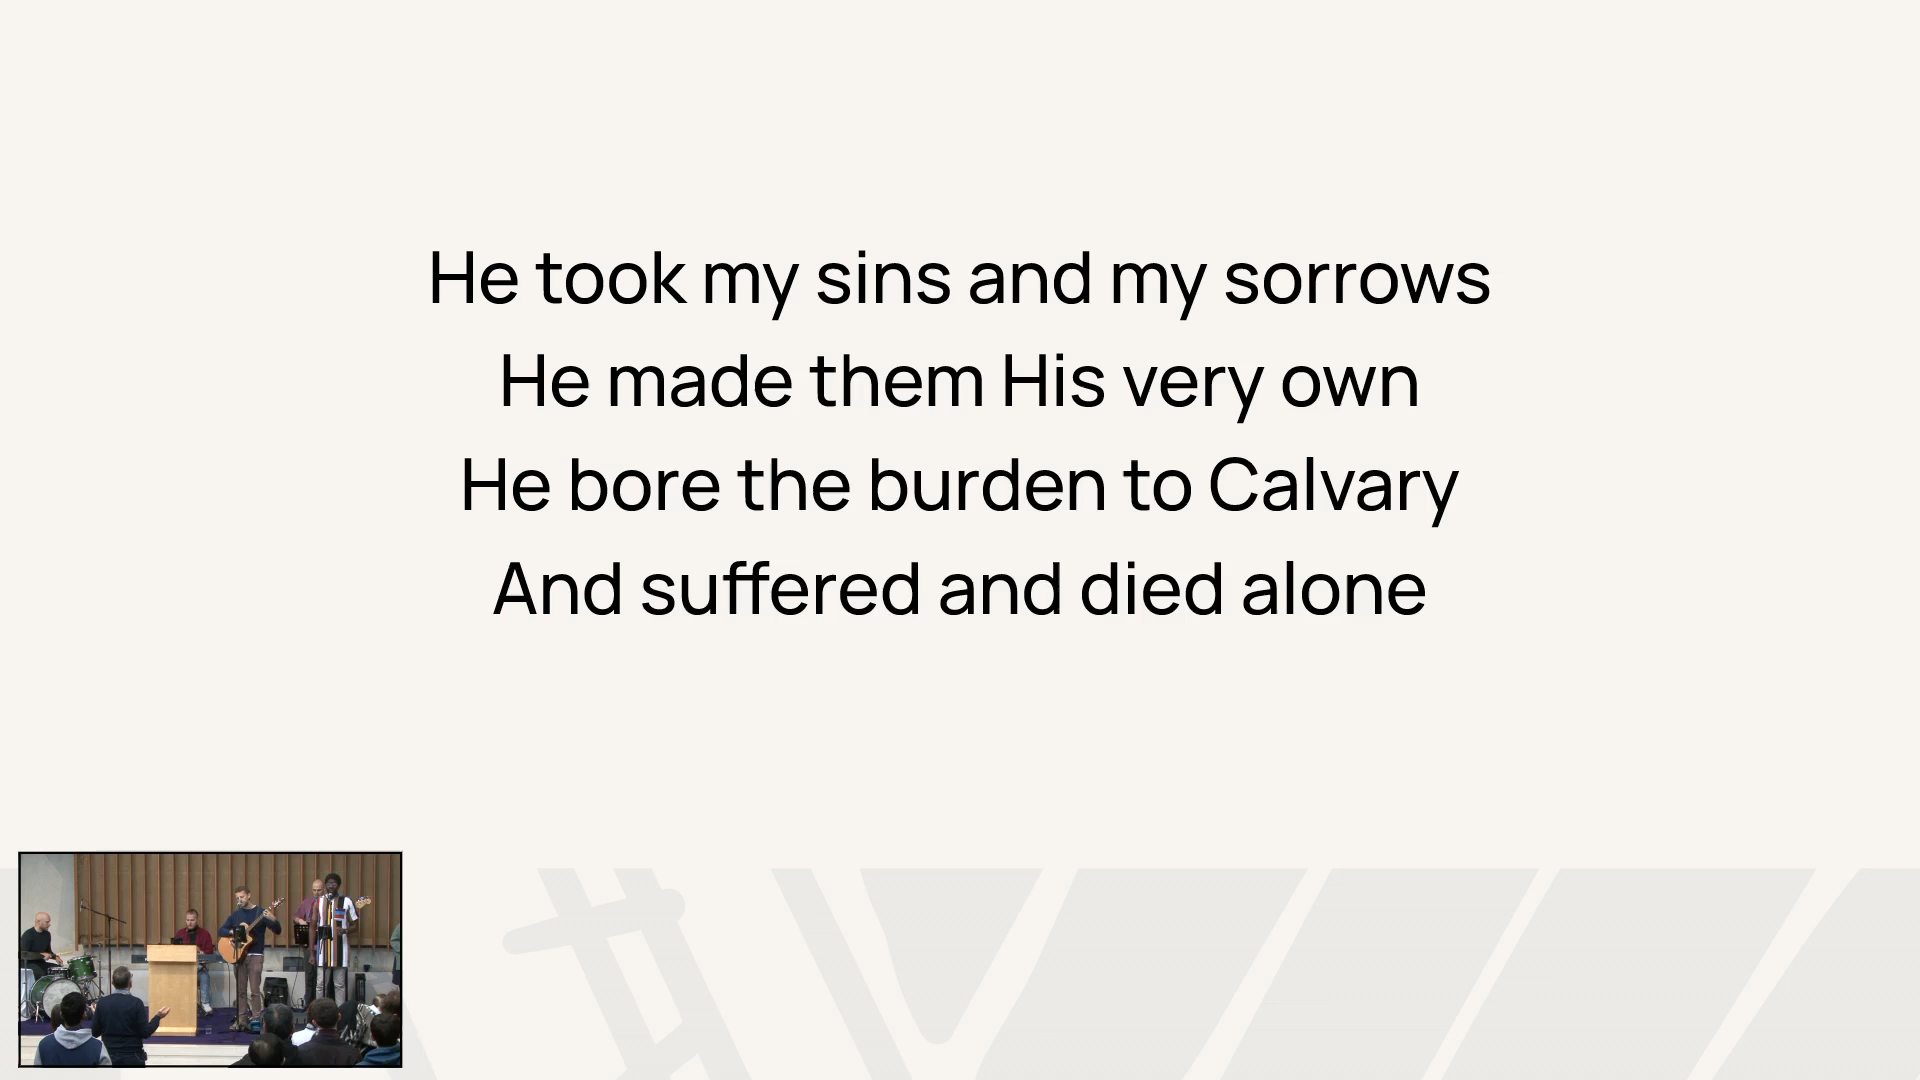 He took my sins and my sorrows
He made them His very own
He bore the burden to Calvary
And suffered and died alone